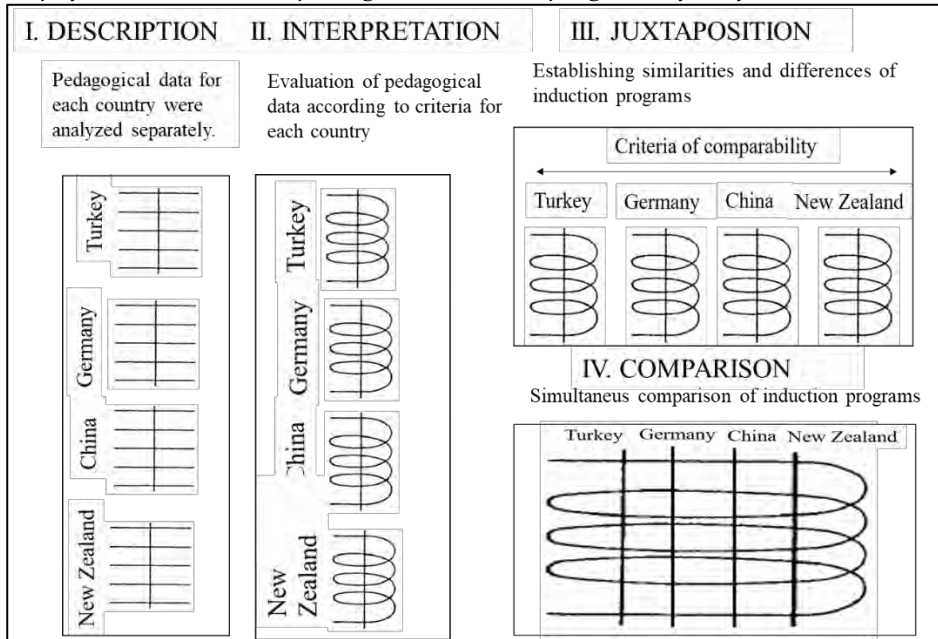 I. DESCRIPTION
Pedagogical data for
each country were
analyzed separately.
Turkey
Germany
China
New Zealand
II. INTERPRETATION
Evaluation of pedagogical
data according to criteria for
each country
Turkey
Germany
China
New
Zealand
III. JUXTAPOSITION
Establishing similarities and differences of
induction programs
Criteria of comparability
Turkey Germany China New Zealand
IV. COMPARISON
Simultaneus comparison of induction programs
Turkey Germany China New Zealand